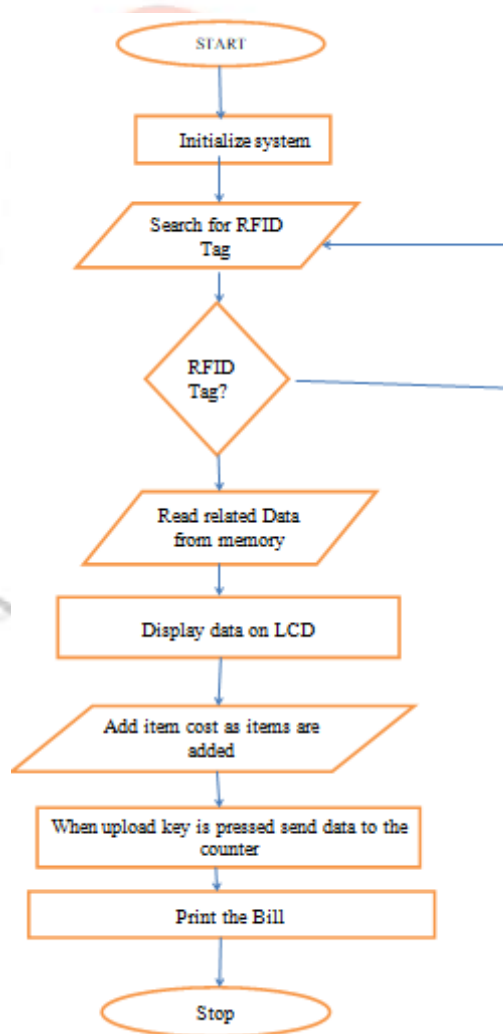 START
Initialize system
Search for RFID
Tag
RFID
Tag?
Read related Data
from memory
Display data on LCD
Add item cost as items are
added
When upload key is pressed send data to the
counter
Print the Bill
Stop